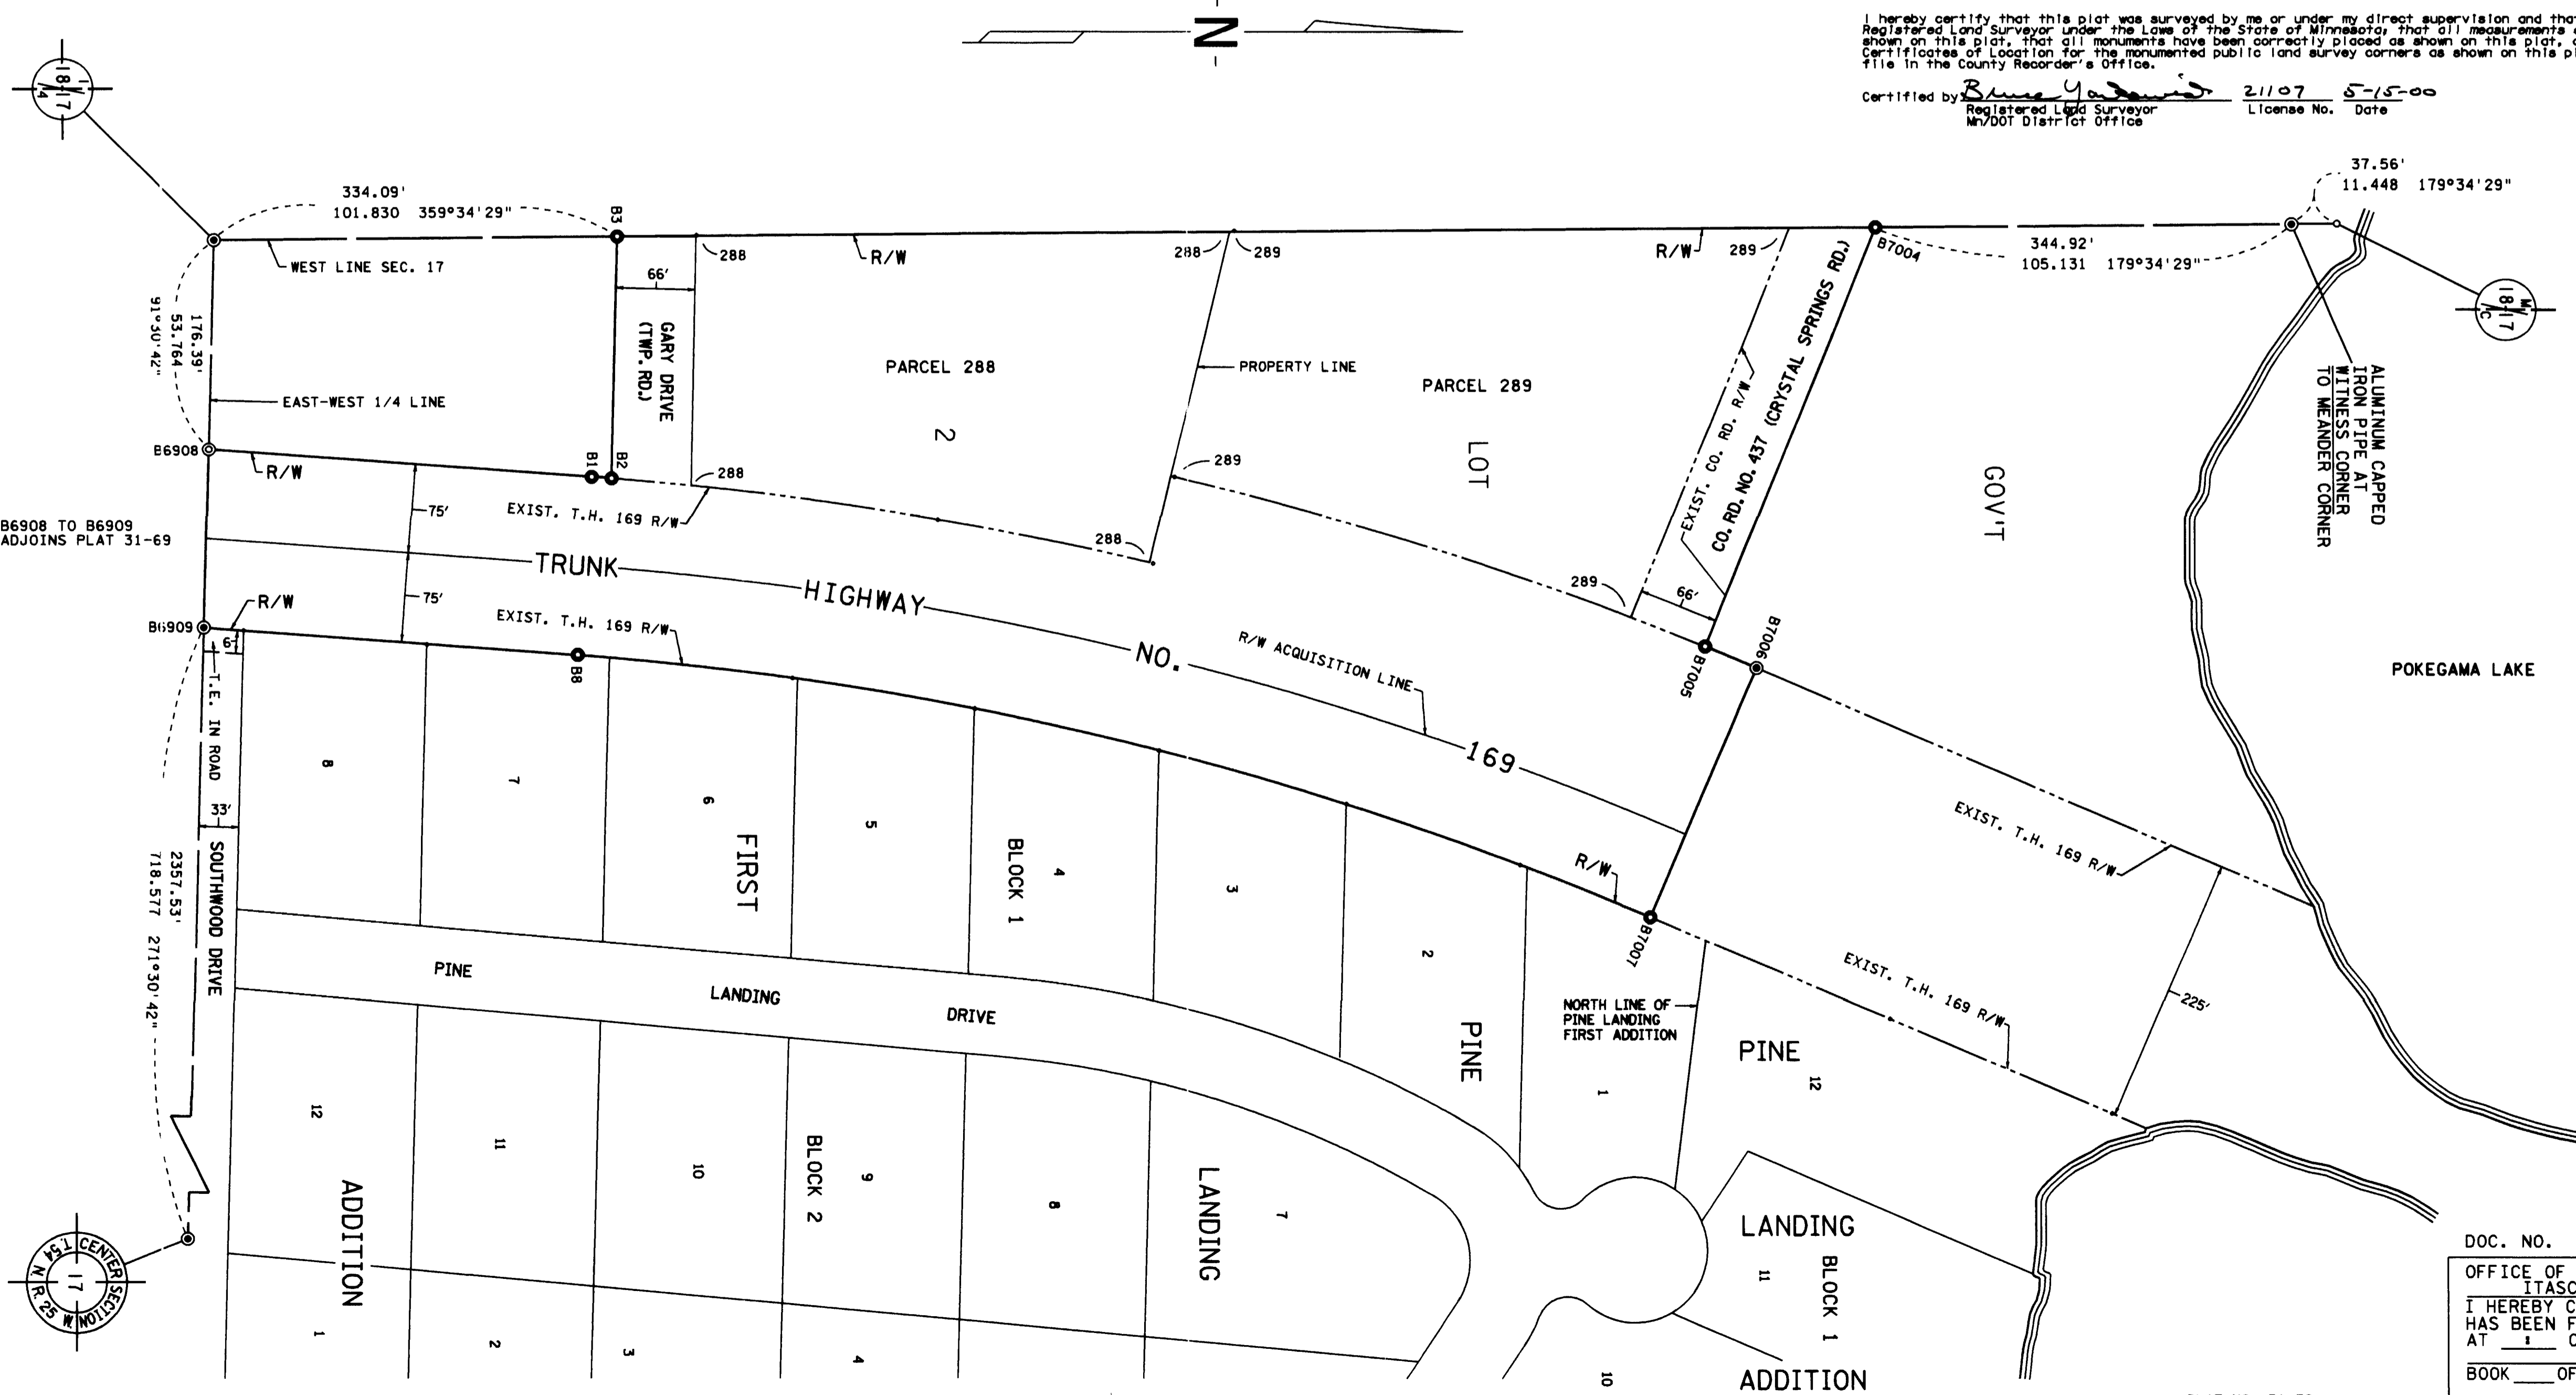 N
I hereby certify that this plat was surveyed by me or under my direct supervision and tha
Registered Land Surveyor under the Laws of the State of Minnesota, that all measurements
shown on this plat, that all monuments have been correctly placed as shown on this plat,
Certificates of Location for the monumented public land survey corners as shown on this pl
file in the County Recorder's Office.
Certified by 21107 5-15-00
Registered Land Surveyor License No. Date
Mn/DOT District Office
1/4
18 17
334.09'
101.830 359°34'29"
B3
37.56'
11.448 179°34'29"
344.92'
105.131 179°34'29"
B7004
MC
18 17
WEST LINE SEC. 17
66'
288
R/W
288
289
R/W
289
176.39'
53.764
91°30'42"
EAST-WEST 1/4 LINE
GARY DRIVE
(TWP. RD.)
PARCEL 288
2
PROPERTY LINE
PARCEL 289
LOT
EXIST. CO. RD. R/W
CO. RD. NO. 437 (CRYSTAL SPRINGS RD.)
GOV'T
ALUMINUM CAPPED
IRON PIPE AT
WITNESS CORNER
TO MEANDER CORNER
B6908
R/W
B1
B2
288
289
288
289
66'
75'
EXIST. T.H. 169 R/W
B6908 TO B6909
ADJOINS PLAT 31-69
TRUNK
HIGHWAY
NO.
169
75'
EXIST. T.H. 169 R/W
R/W ACQUISITION LINE
B7005
B7006
POKEGAMA LAKE
R/W
B6909
6'
B8
T.E. IN ROAD
33'
SOUTHWOOD DRIVE
2357.53'
718.577 271°30'42"
8
7
6
5
4
3
2
1
FIRST
BLOCK 1
R/W
B7007
EXIST. T.H. 169 R/W
EXIST. T.H. 169 R/W
225'
PINE
LANDING
DRIVE
NORTH LINE OF
PINE LANDING
FIRST ADDITION
PINE
PINE
12
12
11
10
BLOCK 2
9
8
7
ADDITION
LANDING
LANDING
11
BLOCK 1
10
ADDITION
1
2
3
4
CENTER SECTION
T.54 N. R. 25 W.
17
DOC. NO.
OFFICE OF
ITASC
I HEREBY C
HAS BEEN F
AT : O
BOOK OF